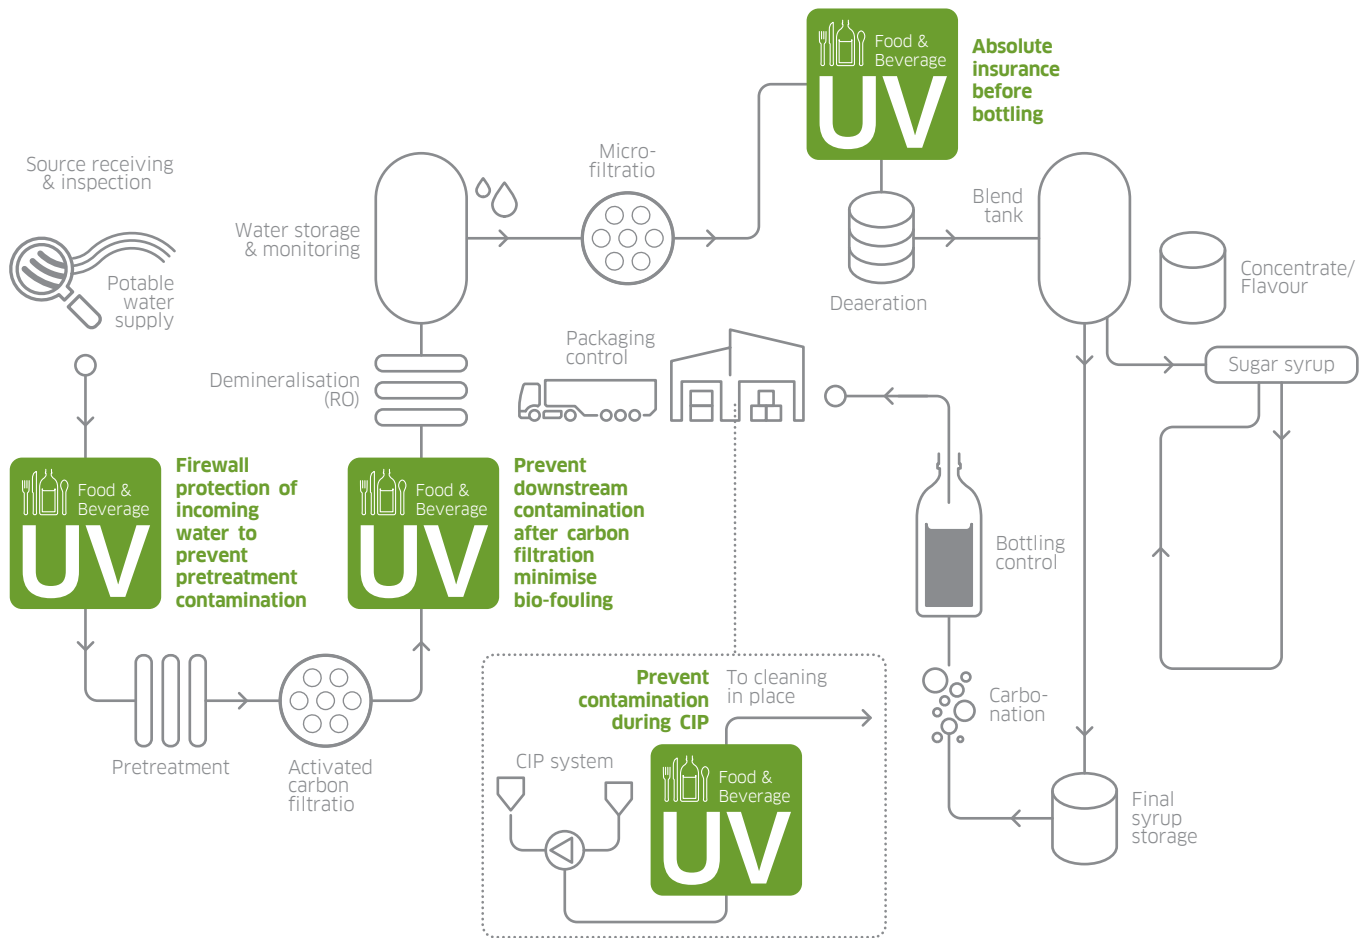 Source receiving
& inspection
Potable
water
supply
Food &
Beverage
UV
Firewall
protection of
incoming
water to
prevent
pretreatment
contamination
Pretreatment
Activated
carbon
filtratio
Food &
Beverage
UV
Prevent
downstream
contamination
after carbon
filtration
minimise
bio-fouling
Demineralisation
(RO)
Water storage
& monitoring
Micro-
filtratio
Food &
Beverage
UV
Absolute
insurance
before
bottling
Deaeration
Blend
tank
Concentrate/
Flavour
Sugar syrup
Final
syrup
storage
Carbo-
nation
Bottling
control
Packaging
control
Prevent
contamination
during CIP
To cleaning
in place
CIP system
Food &
Beverage
UV